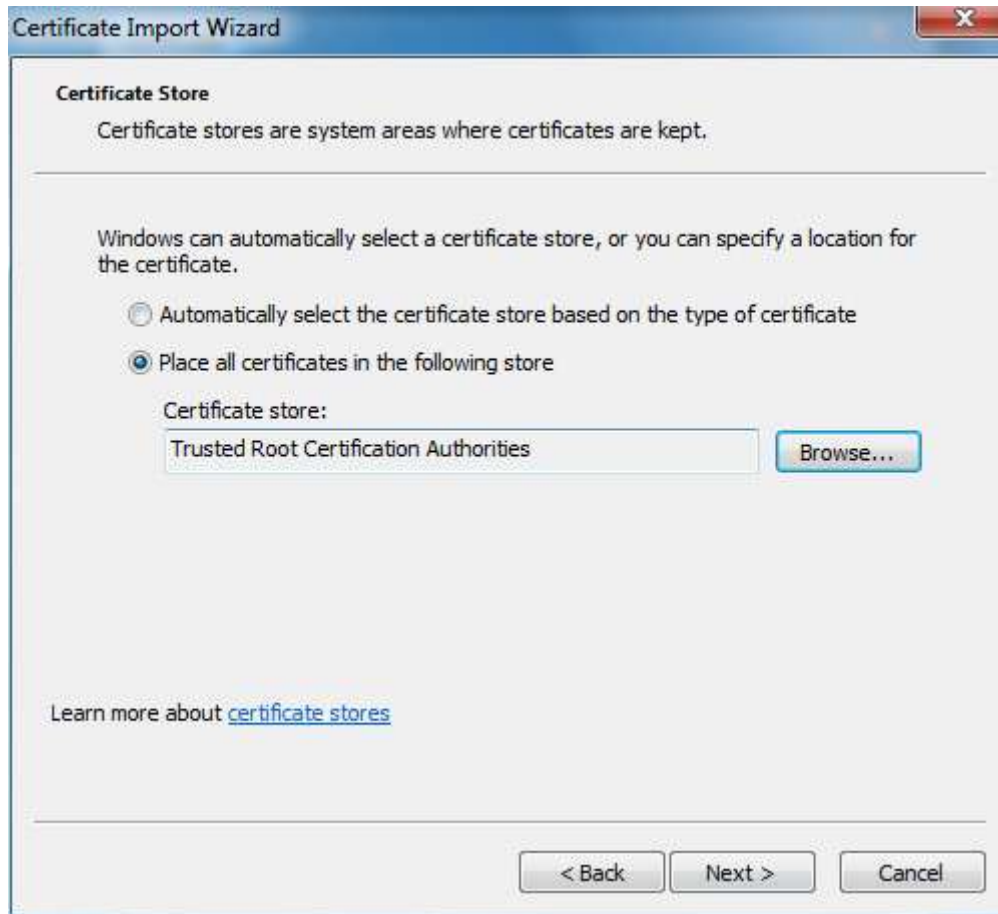 Certificate Import Wizard
Certificate Store
Certificate stores are system areas where certificates are kept.
Windows can automatically select a certificate store, or you can specify a location for
the certificate.
Automatically select the certificate store based on the type of certificate
Place all certificates in the following store
Certificate store:
Trusted Root Certification Authorities
Browse...
Learn more about certificate stores
< Back
Next >
Cancel